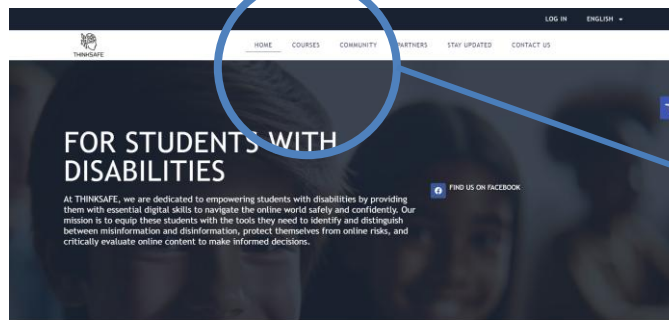 LOG IN ENGLISH
THINKSAFE
HOME COURSES COMMUNITY PARTNERS STAY UPDATED CONTACT US
FOR STUDENTS WITH
DISABILITIES
At THINKSAFE, we are dedicated to empowering students with disabilities by providing
them with essential digital skills to navigate the online world safely and confidently. Our
mission is to equip these students with the tools they need to identify and distinguish
between misinformation and disinformation, protect themselves from online risks, and
critically evaluate online content to make informed decisions.
FIND US ON FACEBOOK